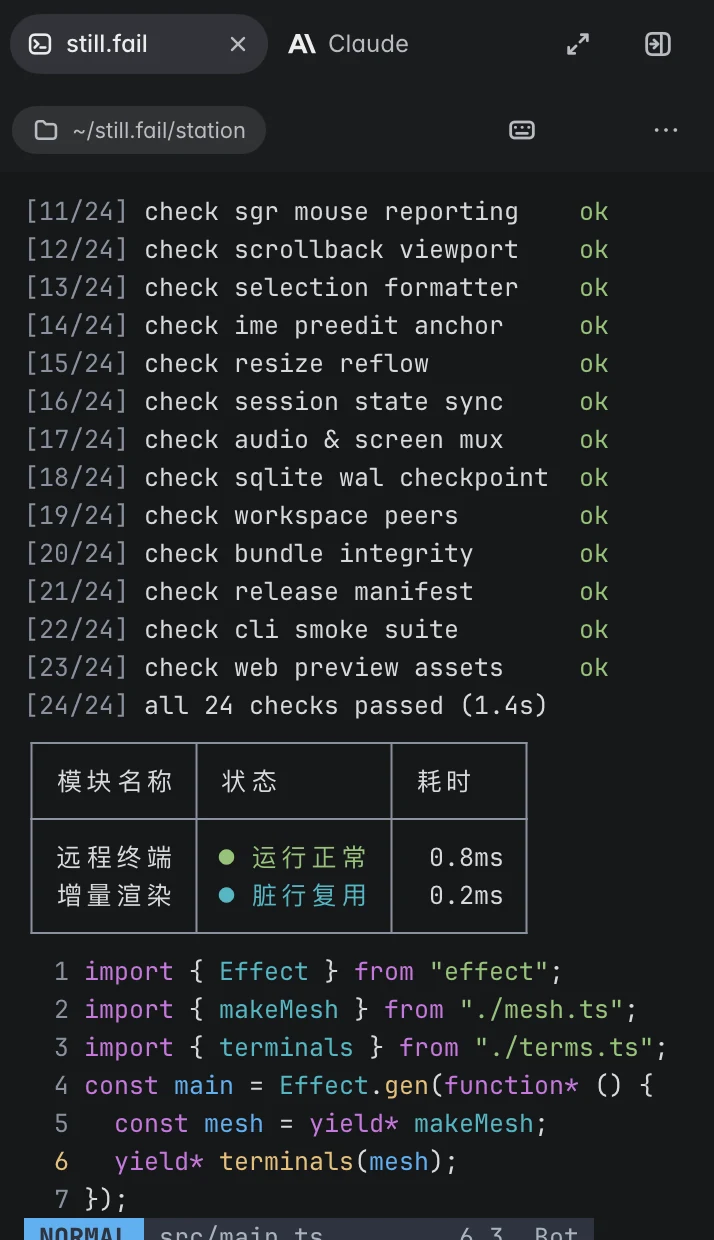 still.fail
Claude
~/still.fail/station
[11/24] check sgr mouse reporting ok
[12/24] check scrollback viewport ok
[13/24] check selection formatter ok
[14/24] check ime preedit anchor ok
[15/24] check resize reflow ok
[16/24] check session state sync ok
[17/24] check audio & screen mux ok
[18/24] check sqlite wal checkpoint ok
[19/24] check workspace peers ok
[20/24] check bundle integrity ok
[21/24] check release manifest ok
[22/24] check cli smoke suite ok
[23/24] check web preview assets ok
[24/24] all 24 checks passed (1.4s)
模块名称 状态 耗时
远程终端 ● 运行正常 0.8ms
增量渲染 ● 脏行复用 0.2ms
1 import { Effect } from "effect";
2 import { makeMesh } from "./mesh.ts";
3 import { terminals } from "./terms.ts";
4 const main = Effect.gen(function* () {
5 const mesh = yield* makeMesh;
6 yield* terminals(mesh);
7 });
NORMAL src/main.ts 6 3 Bot